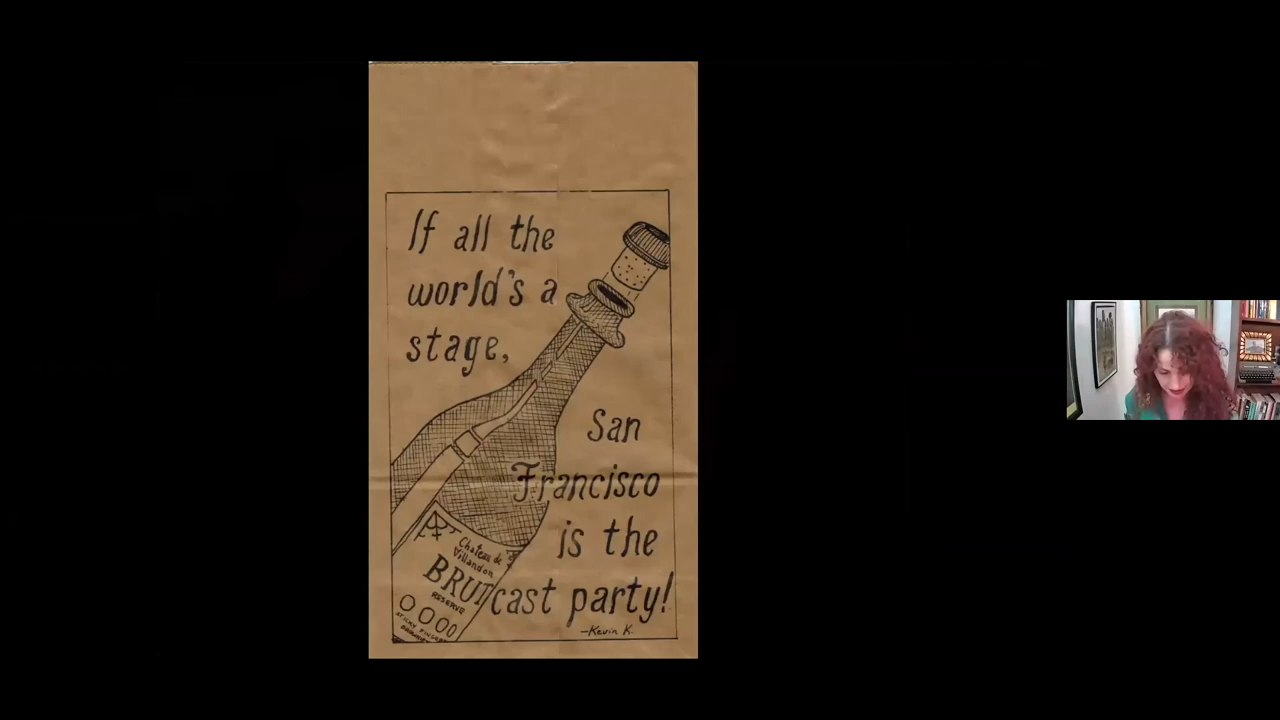 If all the
world's a
stage,
San
Francisco
is the
cast party!
-Kevin K.
Chateau de
Villandon
BRUT
RESERVE